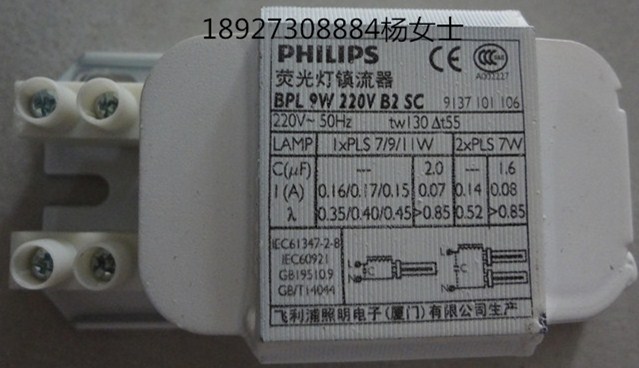 18927308884杨女士
PHILIPS CE CCC
A033227
荧光灯镇流器
BPL 9W 220V B2 SC 9137 101 106
220V~ 50Hz tw130 Δt55
LAMP 1xPLS 7/9/11W 2xPLS 7W
C(μF) --- 2.0 --- 1.6
I (A) 0.16/0.17/0.15 0.07 0.14 0.08
λ 0.35/0.40/0.45 >0.85 0.52 >0.85
IEC61347-2-8
IEC60921
GB19510.9
GB/T14044
L C N
L C N
飞利浦照明电子(厦门)有限公司生产